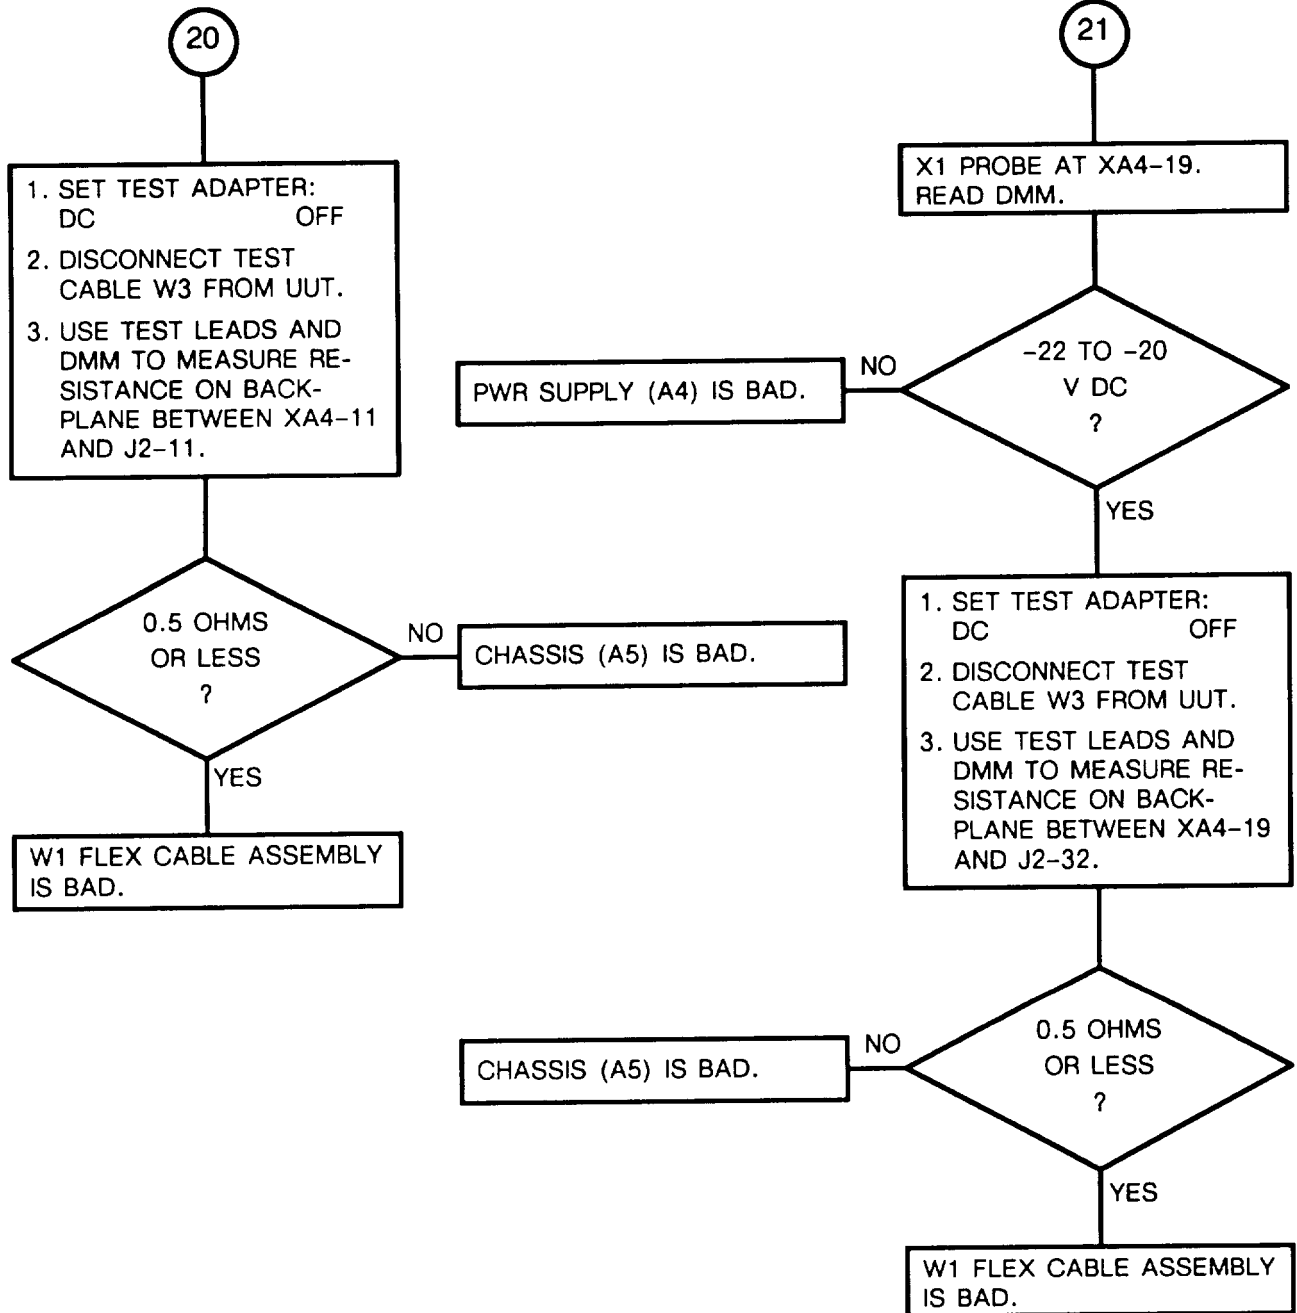 20
1. SET TEST ADAPTER:
DC OFF
2. DISCONNECT TEST
CABLE W3 FROM UUT.
3. USE TEST LEADS AND
DMM TO MEASURE RE-
SISTANCE ON BACK-
PLANE BETWEEN XA4-11
AND J2-11.
0.5 OHMS
OR LESS
?
NO
CHASSIS (A5) IS BAD.
YES
W1 FLEX CABLE ASSEMBLY
IS BAD.
21
X1 PROBE AT XA4-19.
READ DMM.
-22 TO -20
V DC
?
NO
PWR SUPPLY (A4) IS BAD.
YES
1. SET TEST ADAPTER:
DC OFF
2. DISCONNECT TEST
CABLE W3 FROM UUT.
3. USE TEST LEADS AND
DMM TO MEASURE RE-
SISTANCE ON BACK-
PLANE BETWEEN XA4-19
AND J2-32.
0.5 OHMS
OR LESS
?
NO
CHASSIS (A5) IS BAD.
YES
W1 FLEX CABLE ASSEMBLY
IS BAD.